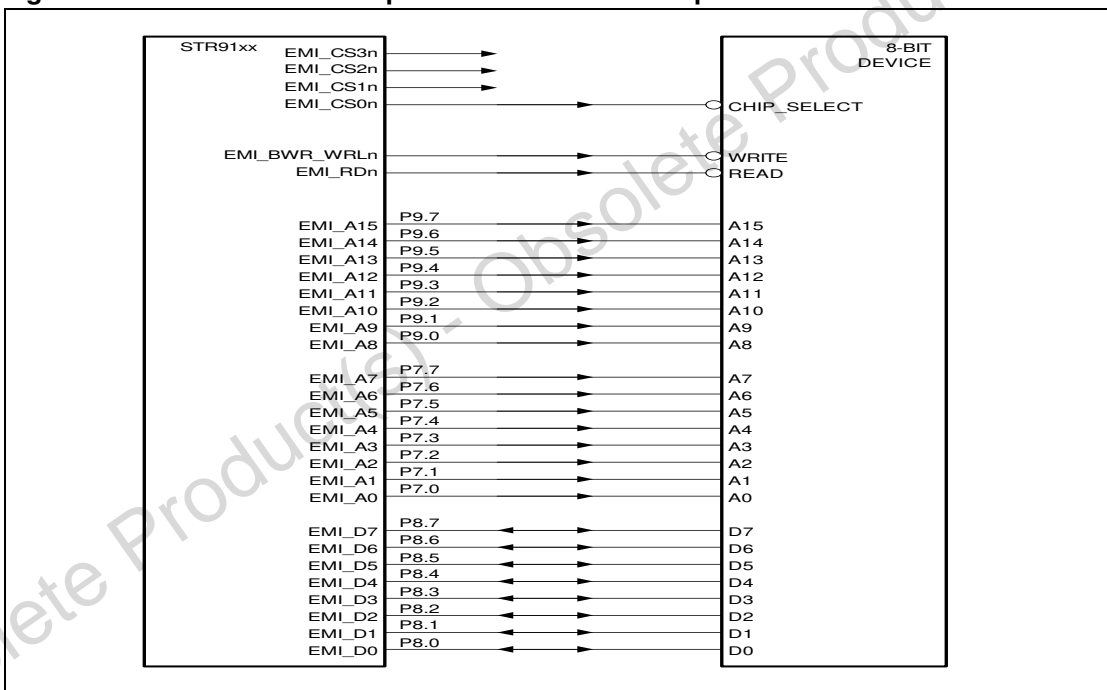 STR91xx
EMI_CS3n
EMI_CS2n
EMI_CS1n
EMI_CS0n
EMI_BWR_WRLn
EMI_RDn
8-BIT
DEVICE
CHIP_SELECT
WRITE
READ
EMI_A15 P9.7 A15
EMI_A14 P9.6 A14
EMI_A13 P9.5 A13
EMI_A12 P9.4 A12
EMI_A11 P9.3 A11
EMI_A10 P9.2 A10
EMI_A9 P9.1 A9
EMI_A8 P9.0 A8
EMI_A7 P7.7 A7
EMI_A6 P7.6 A6
EMI_A5 P7.5 A5
EMI_A4 P7.4 A4
EMI_A3 P7.3 A3
EMI_A2 P7.2 A2
EMI_A1 P7.1 A1
EMI_A0 P7.0 A0
EMI_D7 P8.7 D7
EMI_D6 P8.6 D6
EMI_D5 P8.5 D5
EMI_D4 P8.4 D4
EMI_D3 P8.3 D3
EMI_D2 P8.2 D2
EMI_D1 P8.1 D1
EMI_D0 P8.0 D0
Product(s) - Obsolete